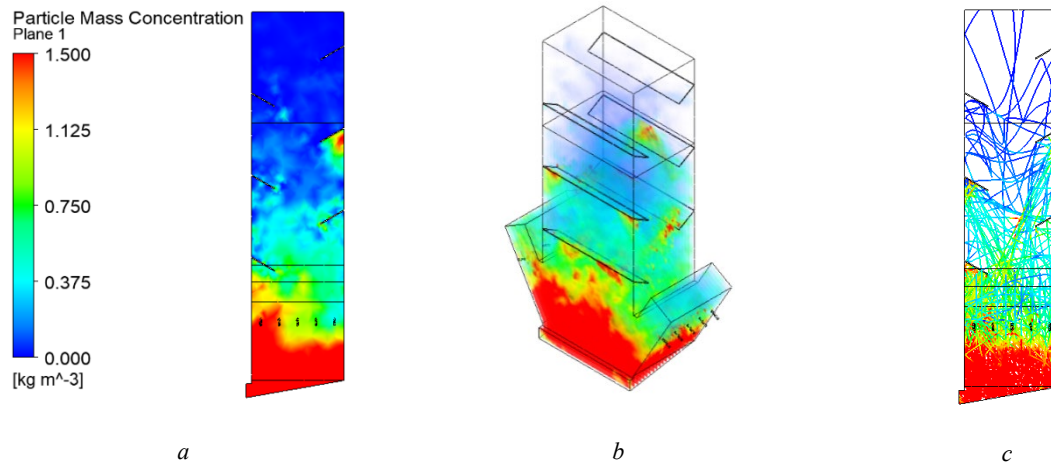 Particle Mass Concentration
Plane 1
1.500
1.125
0.750
0.375
0.000
[kg m^-3]
a
b
c